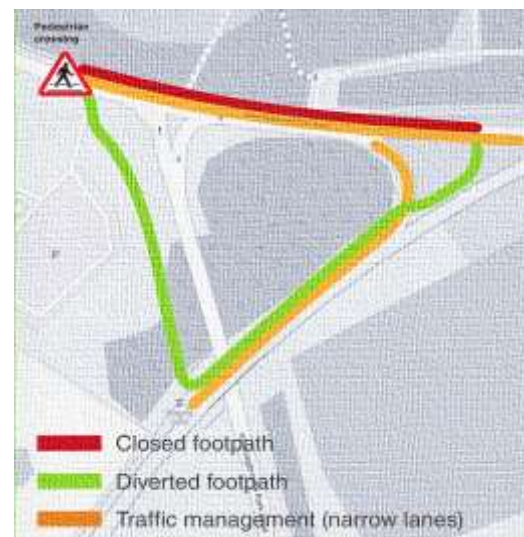 Pedestrian
crossing
P
Closed footpath
Diverted footpath
Traffic management (narrow lanes)